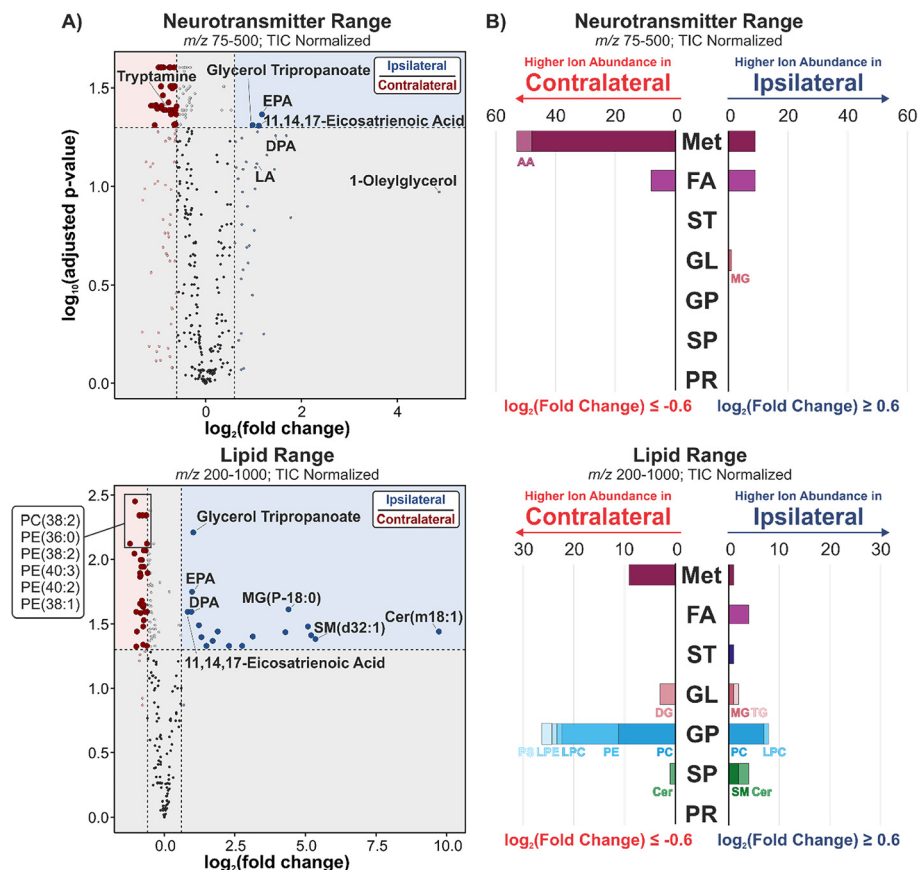 A)
Neurotransmitter Range
m/z 75-500; TIC Normalized
log₁₀(adjusted p-value)
1.5
1.0
0.5
0.0
Tryptamine
Glycerol Tripropanoate
Ipsilateral
Contralateral
EPA
11,14,17-Eicosatrienoic Acid
DPA
LA
1-Oleylglycerol
0
2
4
log₂(fold change)
B)
Neurotransmitter Range
m/z 75-500; TIC Normalized
Higher Ion Abundance in
Contralateral
Higher Ion Abundance in
Ipsilateral
60 40 20 0
0 20 40 60
Met
AA
FA
ST
GL
MG
GP
SP
PR
log₂(Fold Change) ≤ -0.6
log₂(Fold Change) ≥ 0.6
Lipid Range
m/z 200-1000; TIC Normalized
log₁₀(adjusted p-value)
2.5
2.0
1.5
1.0
0.5
0.0
PC(38:2)
PE(36:0)
PE(38:2)
PE(40:3)
PE(40:2)
PE(38:1)
Ipsilateral
Contralateral
Glycerol Tripropanoate
EPA
DPA
MG(P-18:0)
Cer(m18:1)
SM(d32:1)
11,14,17-Eicosatrienoic Acid
0.0
2.5
5.0
7.5
10.0
log₂(fold change)
Lipid Range
m/z 200-1000; TIC Normalized
Higher Ion Abundance in
Contralateral
Higher Ion Abundance in
Ipsilateral
30 20 10 0
0 10 20 30
Met
FA
ST
GL
DG
MG TG
GP
PS LPE LPC PE PC
PC LPC
SP
Cer
SM Cer
PR
log₂(Fold Change) ≤ -0.6
log₂(Fold Change) ≥ 0.6